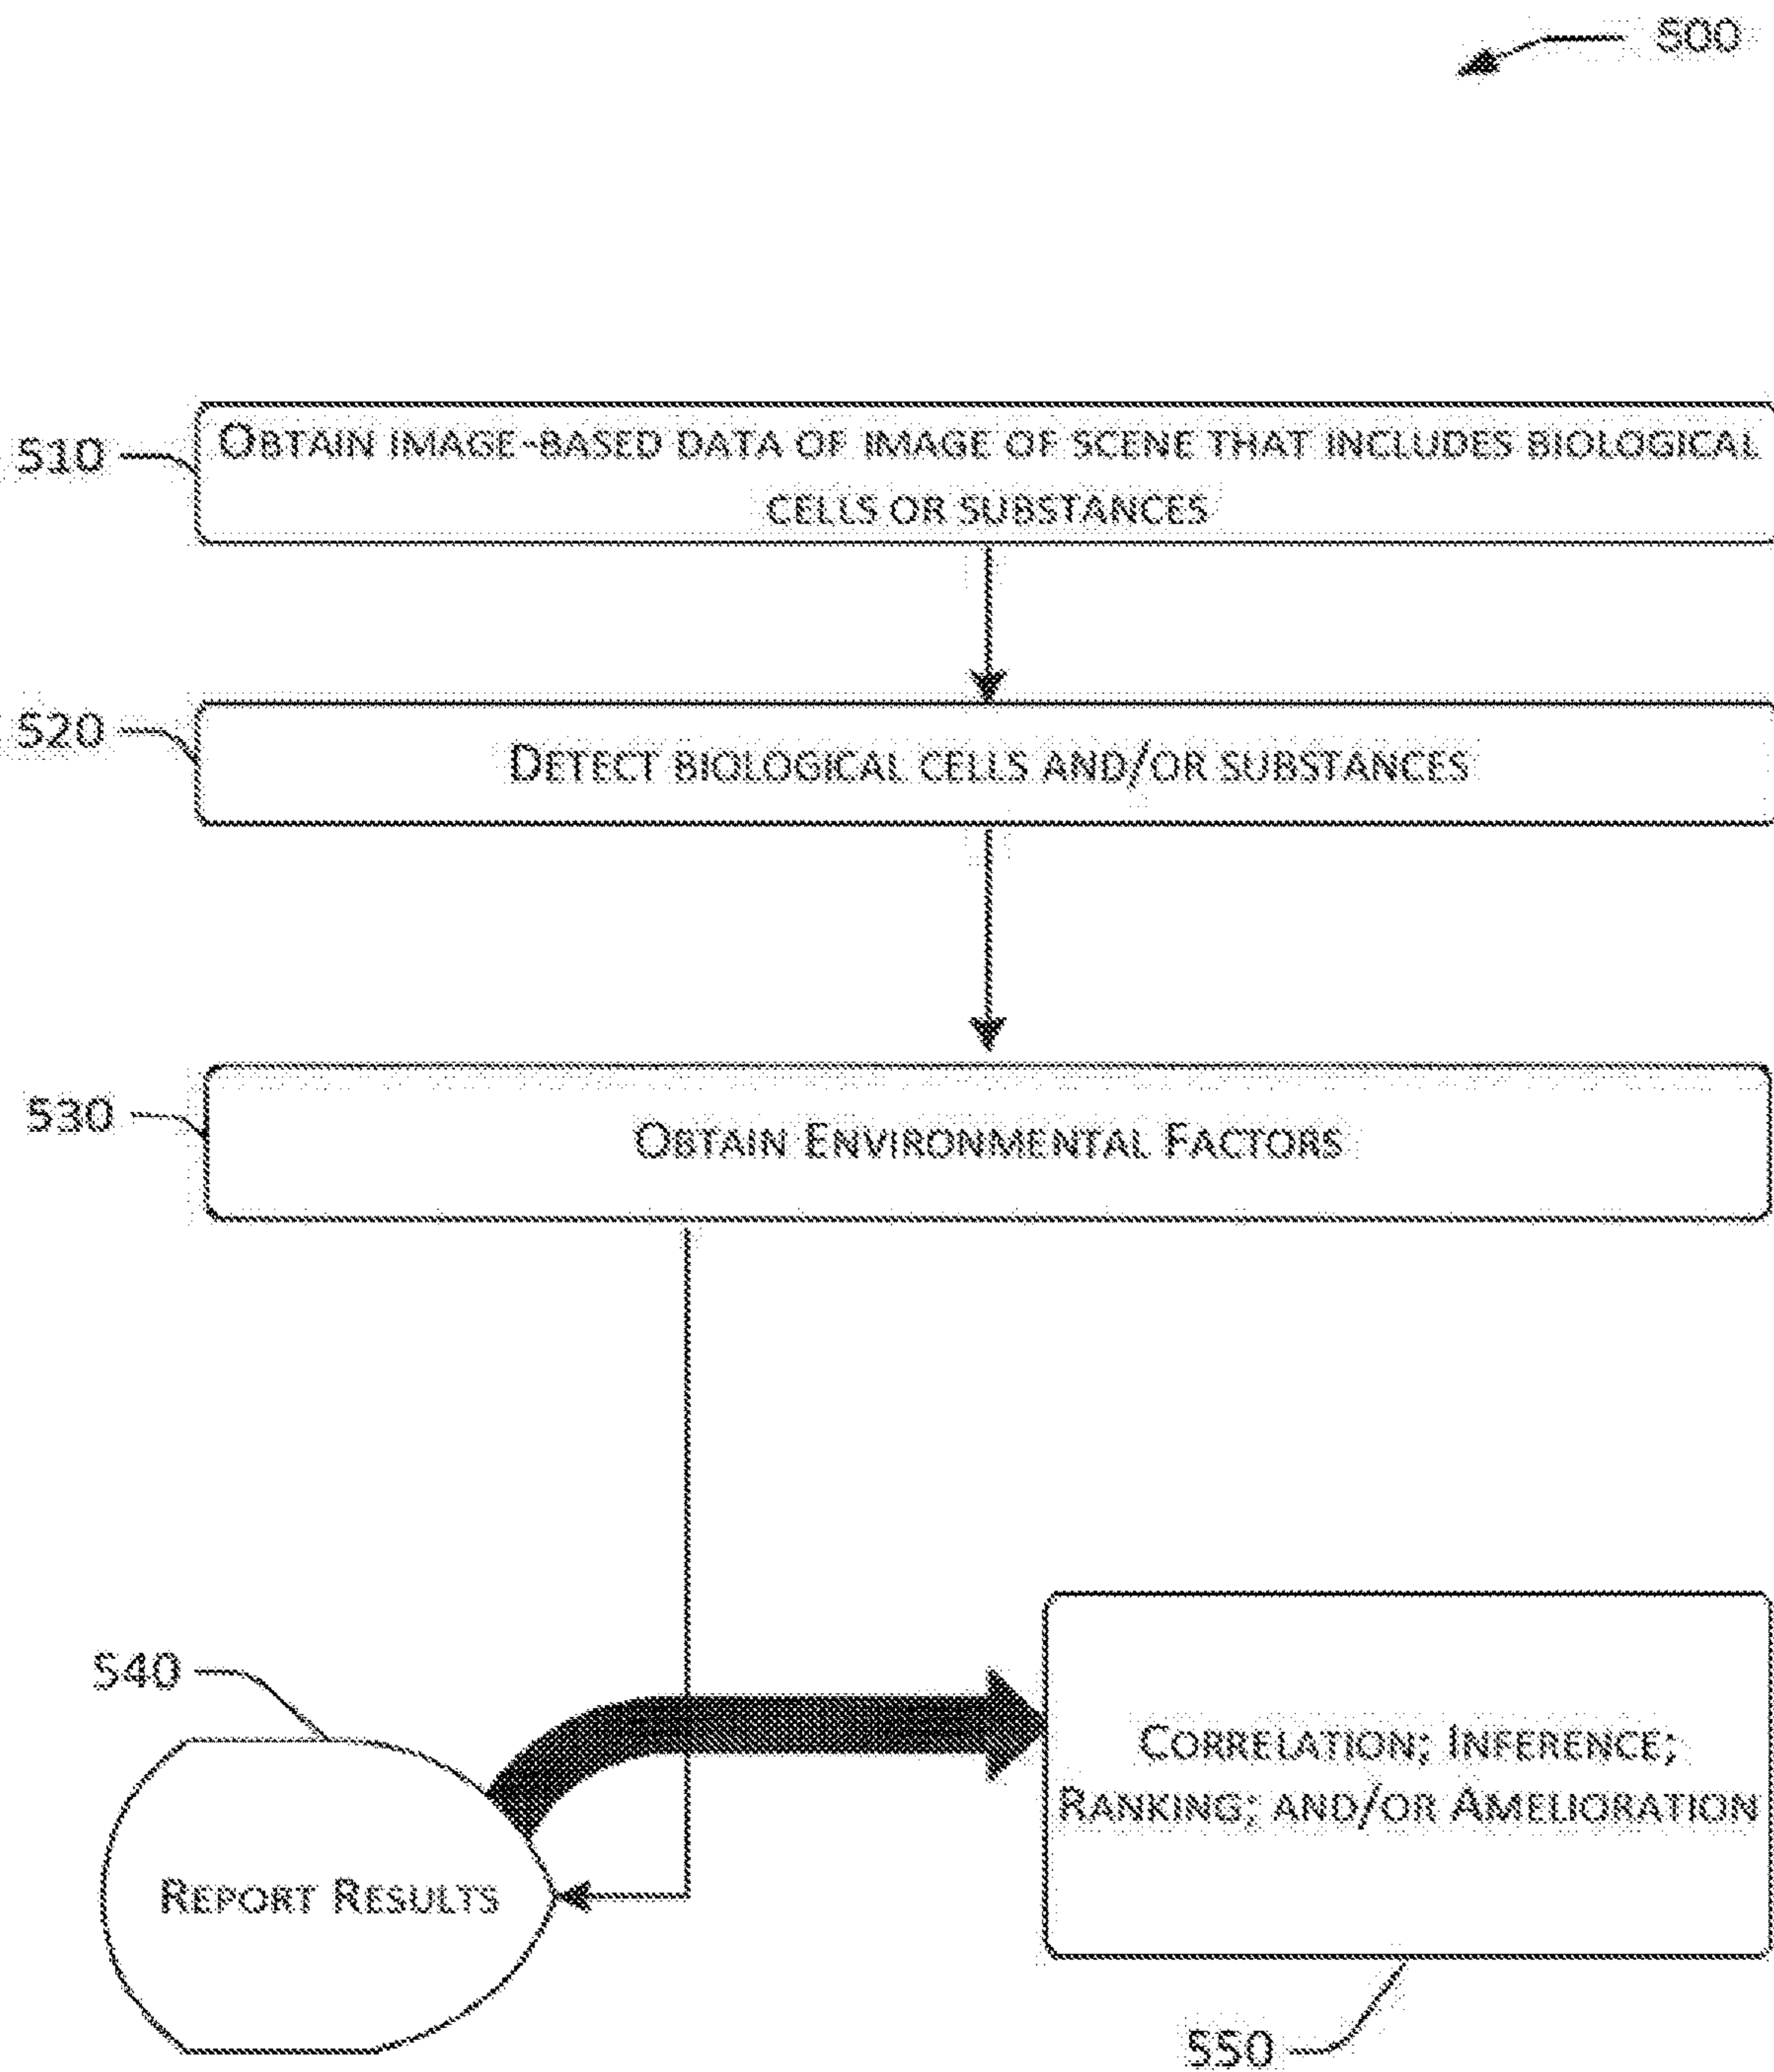 500
510
OBTAIN IMAGE-BASED DATA OF IMAGE OF SCENE THAT INCLUDES BIOLOGICAL
CELLS OR SUBSTANCES
520
DETECT BIOLOGICAL CELLS AND/OR SUBSTANCES
530
OBTAIN ENVIRONMENTAL FACTORS
540
REPORT RESULTS
CORRELATION; INFERENCE;
RANKING; AND/OR AMELIORATION
550